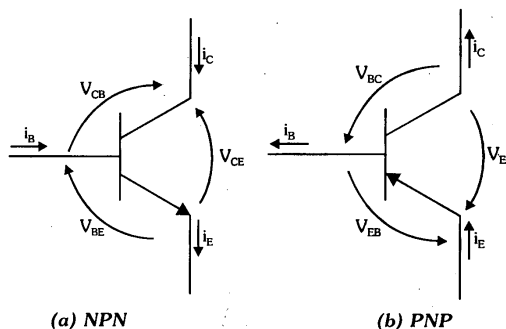 i_C
V_CB
i_B
V_CE
V_BE
i_E
(a) NPN
i_C
V_BC
i_B
V_E
V_EB
i_E
(b) PNP